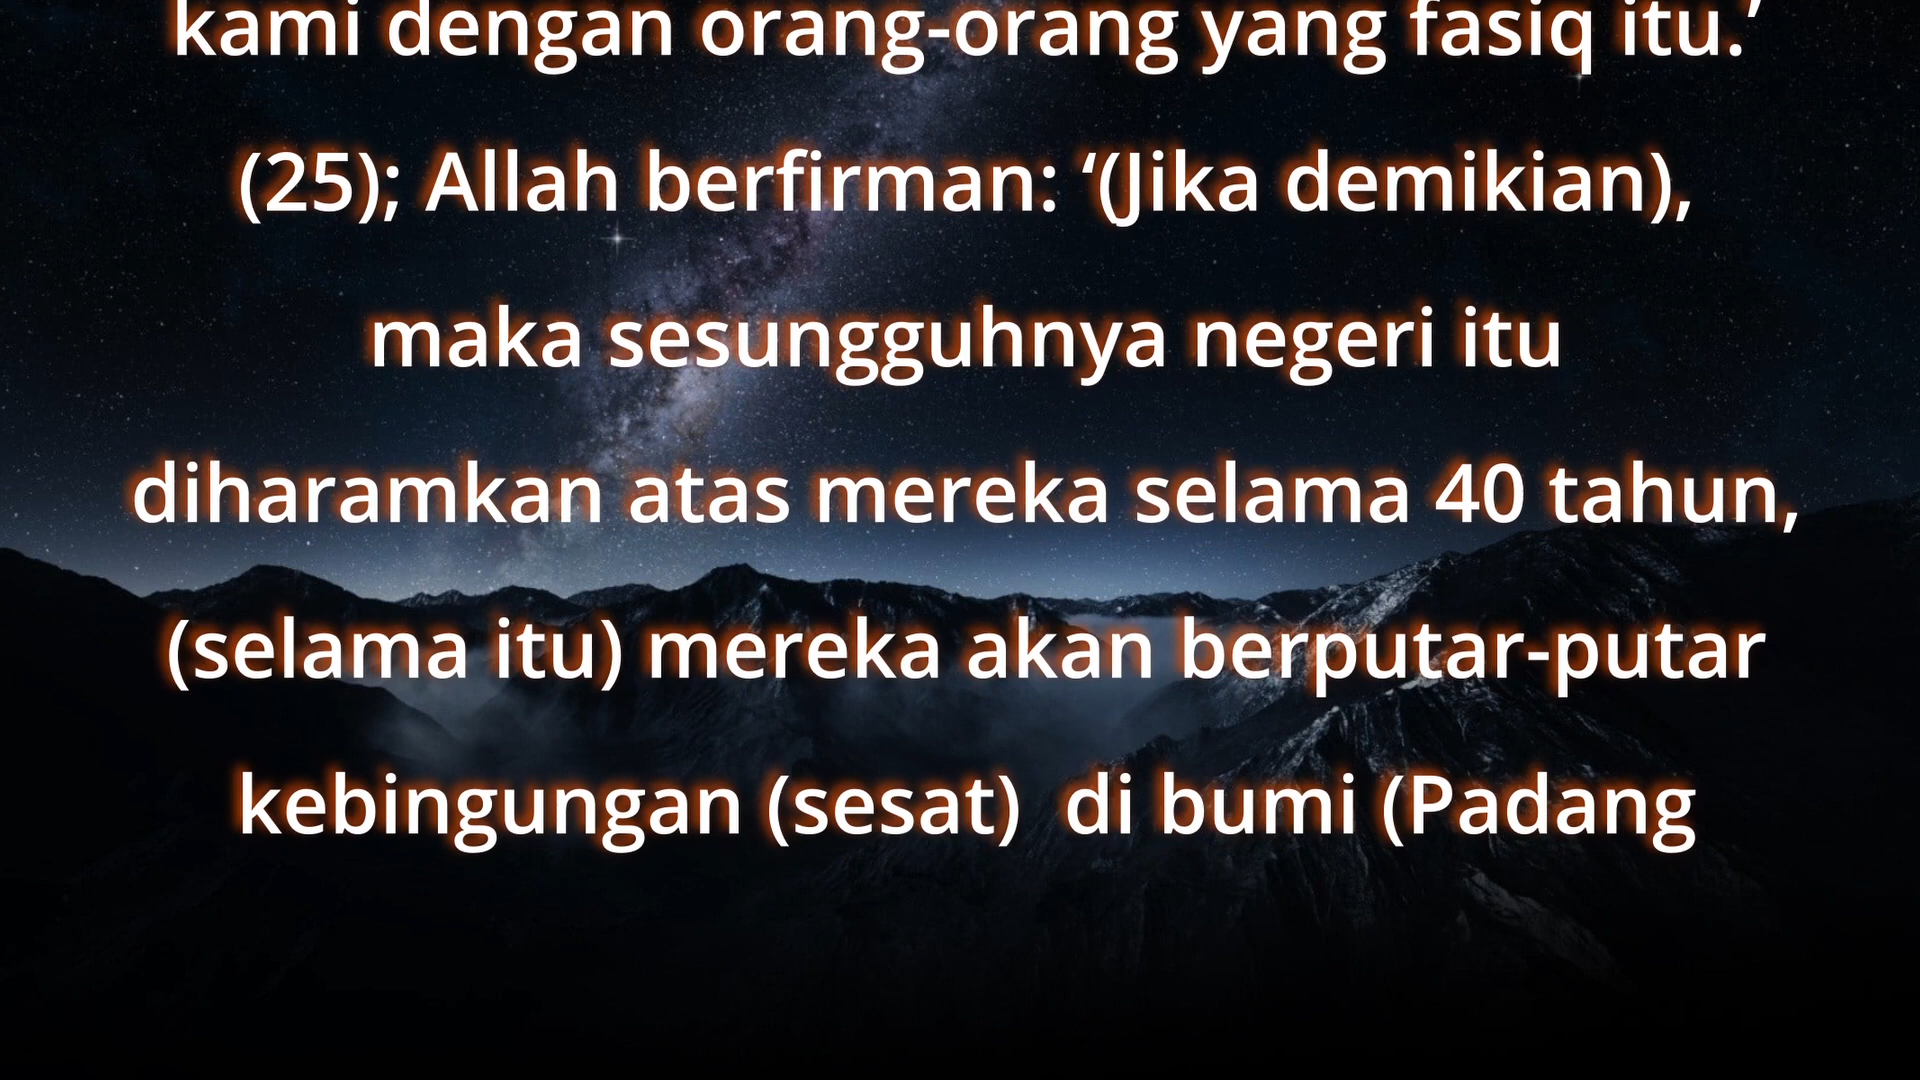 kami dengan orang-orang yang fasiq itu.’
(25); Allah berfirman: ‘(Jika demikian),
maka sesungguhnya negeri itu
diharamkan atas mereka selama 40 tahun,
(selama itu) mereka akan berputar-putar
kebingungan (sesat)  di bumi (Padang